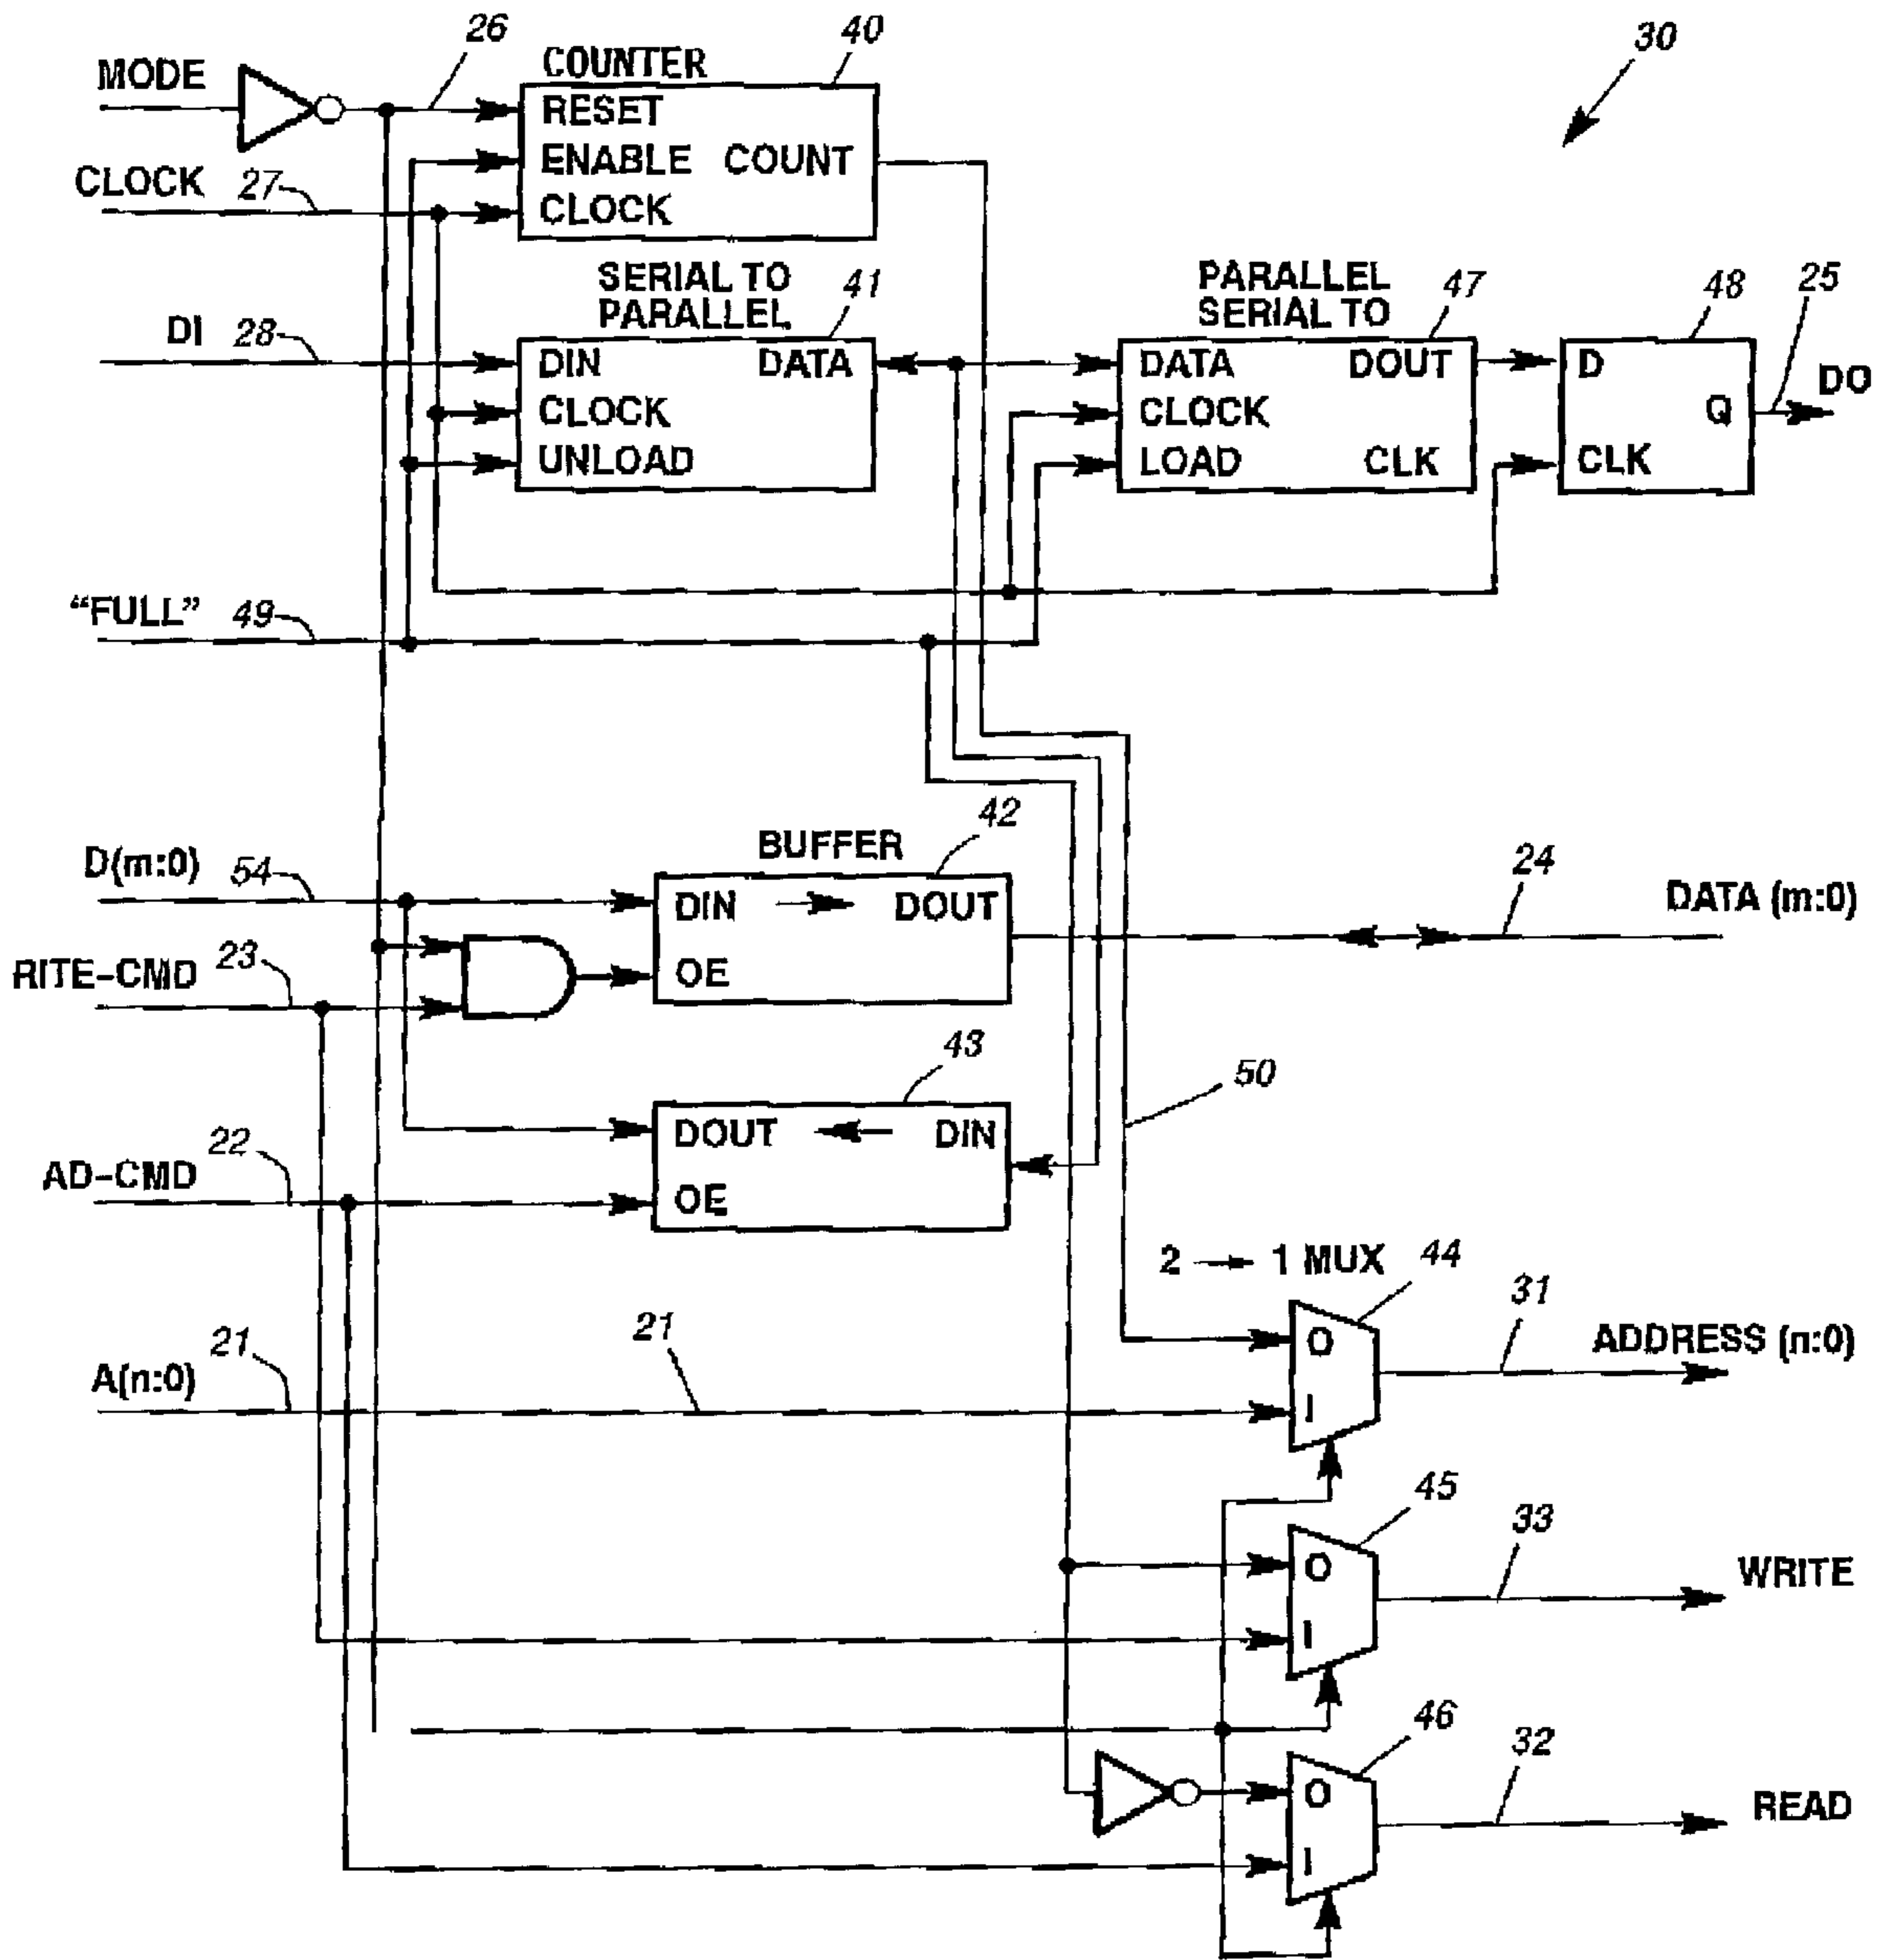 26
40
30
MODE
COUNTER
RESET
ENABLE COUNT
CLOCK 27
CLOCK
SERIAL TO
PARALLEL
41
PARALLEL
SERIAL TO
47
48
25
DI 28
DIN DATA
CLOCK
UNLOAD
DATA DOUT
CLOCK
LOAD CLK
D
Q
CLK
DO
"FULL" 49
BUFFER
42
D(m:0) 54
DIN DOUT
OE
24
DATA (m:0)
RITE-CMD 23
43
50
DOUT DIN
OE
AD-CMD 22
2 → 1 MUX
44
31
A(n:0) 21
21
O
I
ADDRESS (n:0)
45
33
O
I
WRITE
46
32
O
I
READ